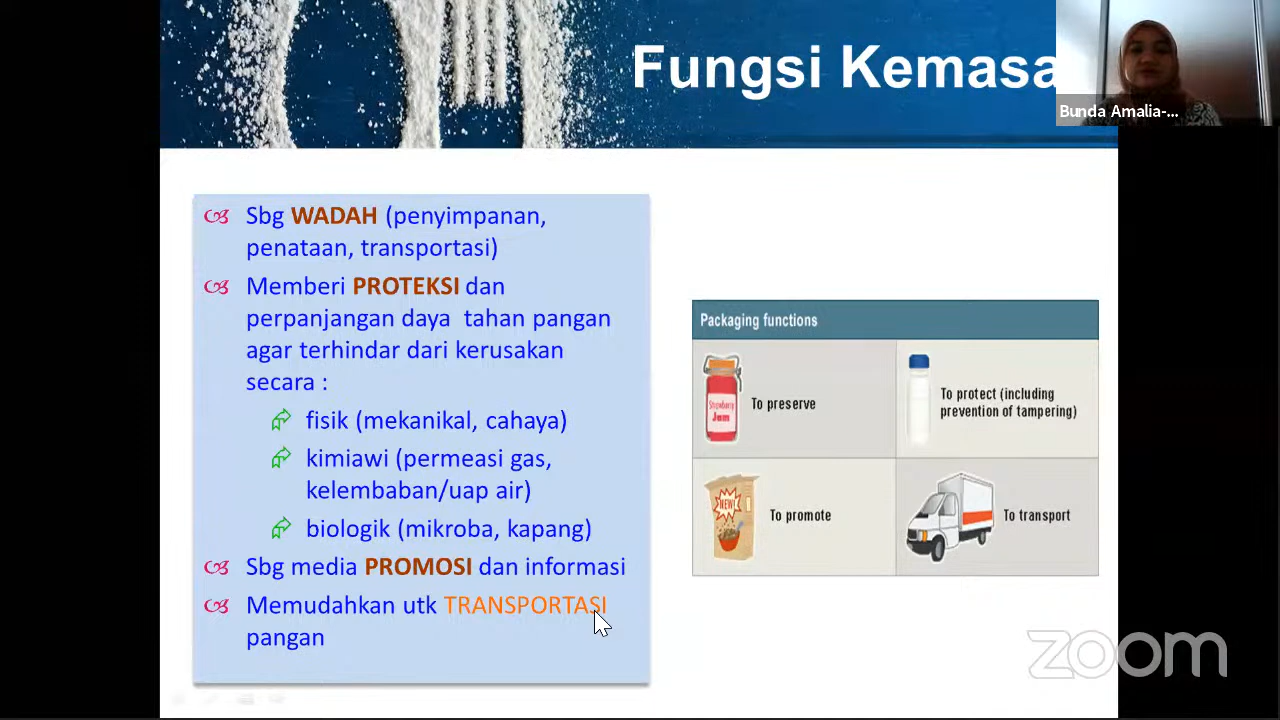 Fungsi Kemasa
Bunda Amalia-...
Sbg WADAH (penyimpanan,
penataan, transportasi)
Memberi PROTEKSI dan
perpanjangan daya tahan pangan
agar terhindar dari kerusakan
secara :
fisik (mekanikal, cahaya)
kimiawi (permeasi gas,
kelembaban/uap air)
biologik (mikroba, kapang)
Sbg media PROMOSI dan informasi
Memudahkan utk TRANSPORTASI
pangan
Packaging functions
Strawberry
Jam
To preserve
To protect (including
prevention of tampering)
NEW!
To promote
To transport
zoom